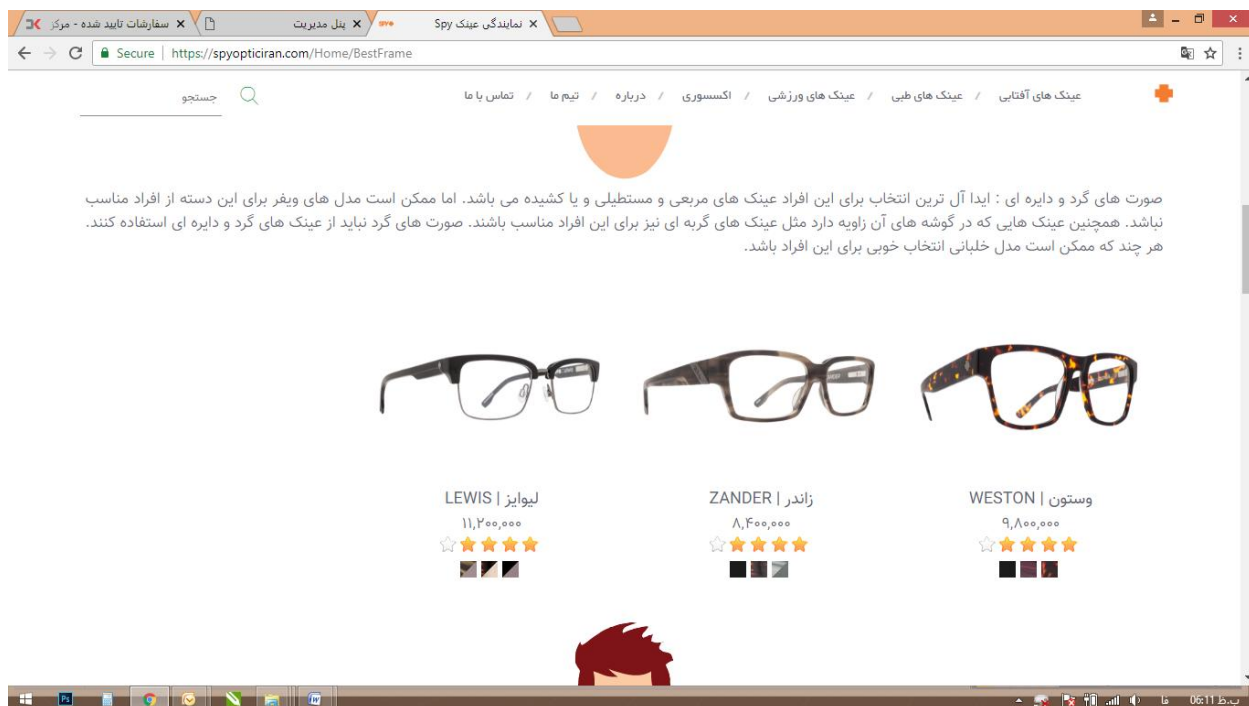 سفارشات تایید شده - مرکز
پنل مدیریت
نمایندگی عینک Spy
Secure | https://spyopticiran.com/Home/BestFrame
عینک های آفتابی / عینک های طبی / عینک های ورزشی / اکسسوری / درباره / تیم ما / تماس با ما
جستجو
صورت های گرد و دایره ای : ایدا آل ترین انتخاب برای این افراد عینک های مربعی و مستطیلی و یا کشیده می باشد. اما ممکن است مدل های ویفر برای این دسته از افراد مناسب
نباشد. همچنین عینک هایی که در گوشه های آن زاویه دارد مثل عینک های گربه ای نیز برای این افراد مناسب باشند. صورت های گرد نباید از عینک های گرد و دایره ای استفاده کنند.
هر چند که ممکن است مدل خلبانی انتخاب خوبی برای این افراد باشد.
وستون | WESTON
۹,۸۰۰,۰۰۰
زاندر | ZANDER
۸,۴۰۰,۰۰۰
لیوایز | LEWIS
۱۱,۲۰۰,۰۰۰
Ps
W
فا
06:11 ب.ظ